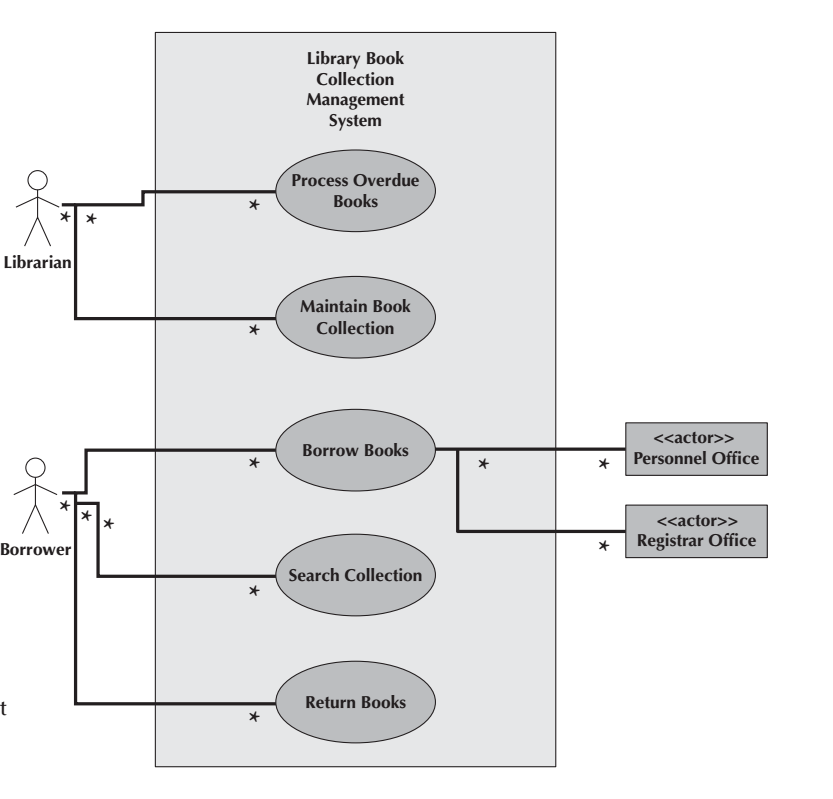 Library Book
Collection
Management
System
Process Overdue
Books
*
*
*
Librarian
Maintain Book
Collection
*
Borrow Books
*
*
*
<<actor>>
Personnel Office
*
*
*
Borrower
<<actor>>
Registrar Office
*
Search Collection
*
Return Books
*
t